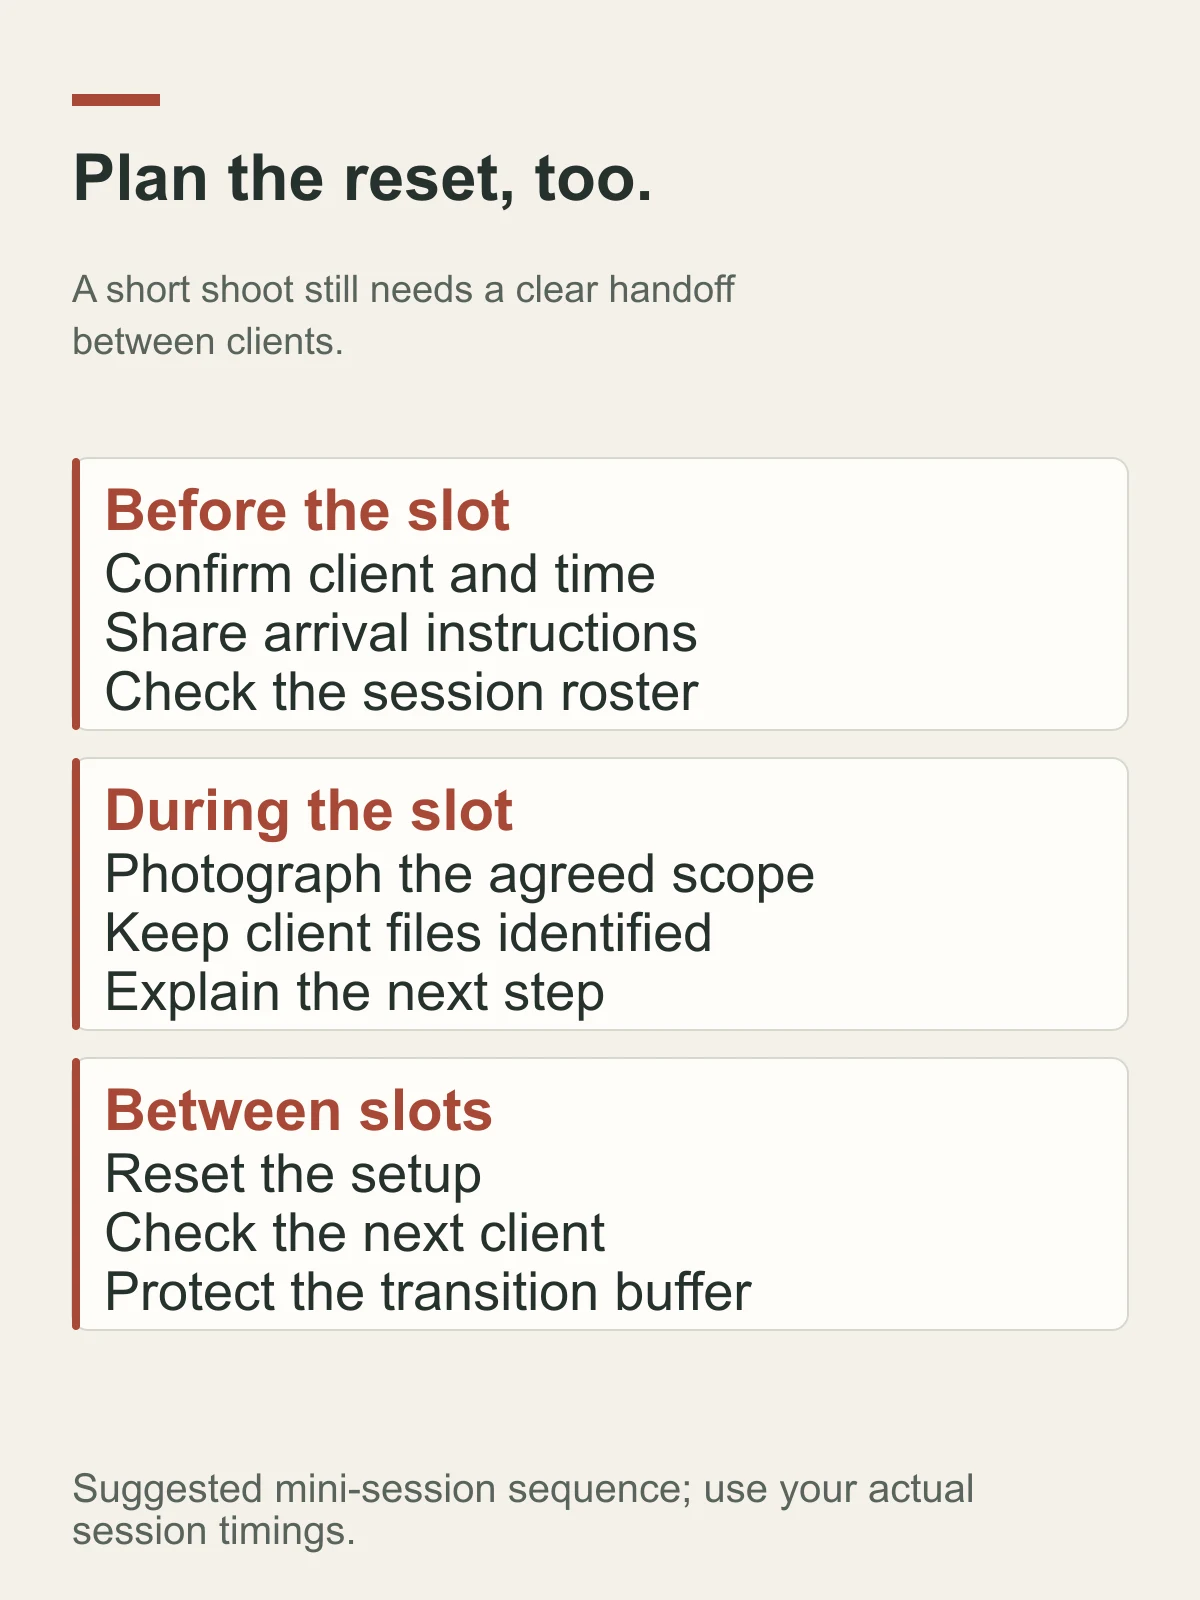 Plan the reset, too.
A short shoot still needs a clear handoff
between clients.
Before the slot
Confirm client and time
Share arrival instructions
Check the session roster
During the slot
Photograph the agreed scope
Keep client files identified
Explain the next step
Between slots
Reset the setup
Check the next client
Protect the transition buffer
Suggested mini-session sequence; use your actual
session timings.